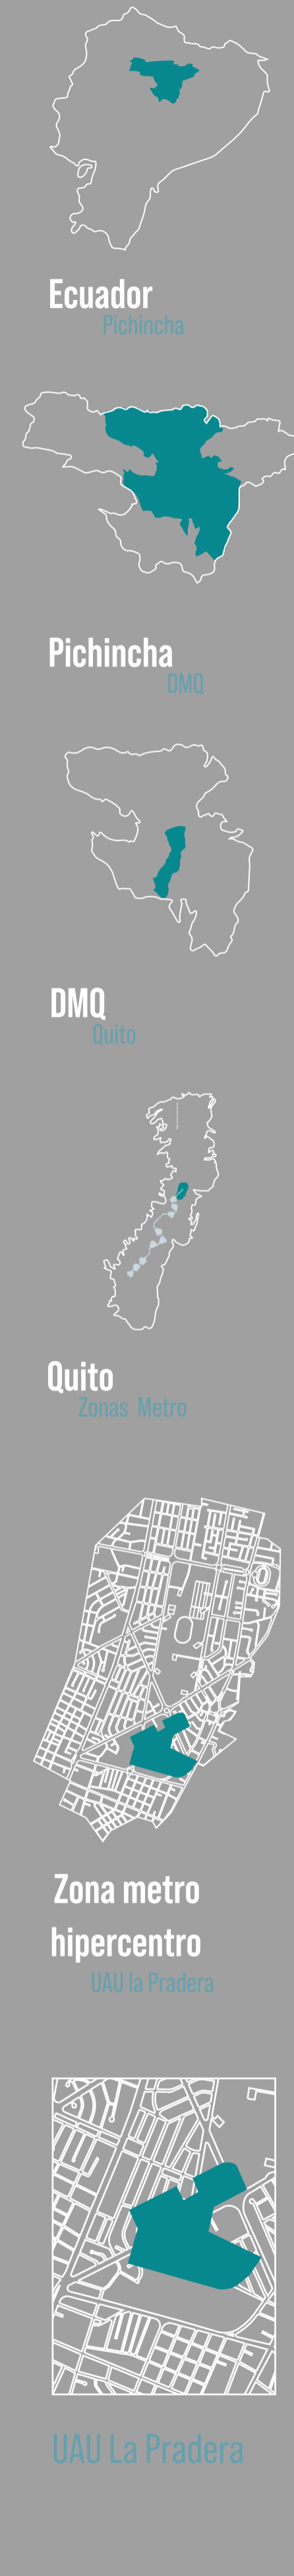 Ecuador
Pichincha
Pichincha
DMQ
DMQ
Quito
Quito
Zonas Metro
Zona metro
hipercentro
UAU la Pradera
UAU La Pradera